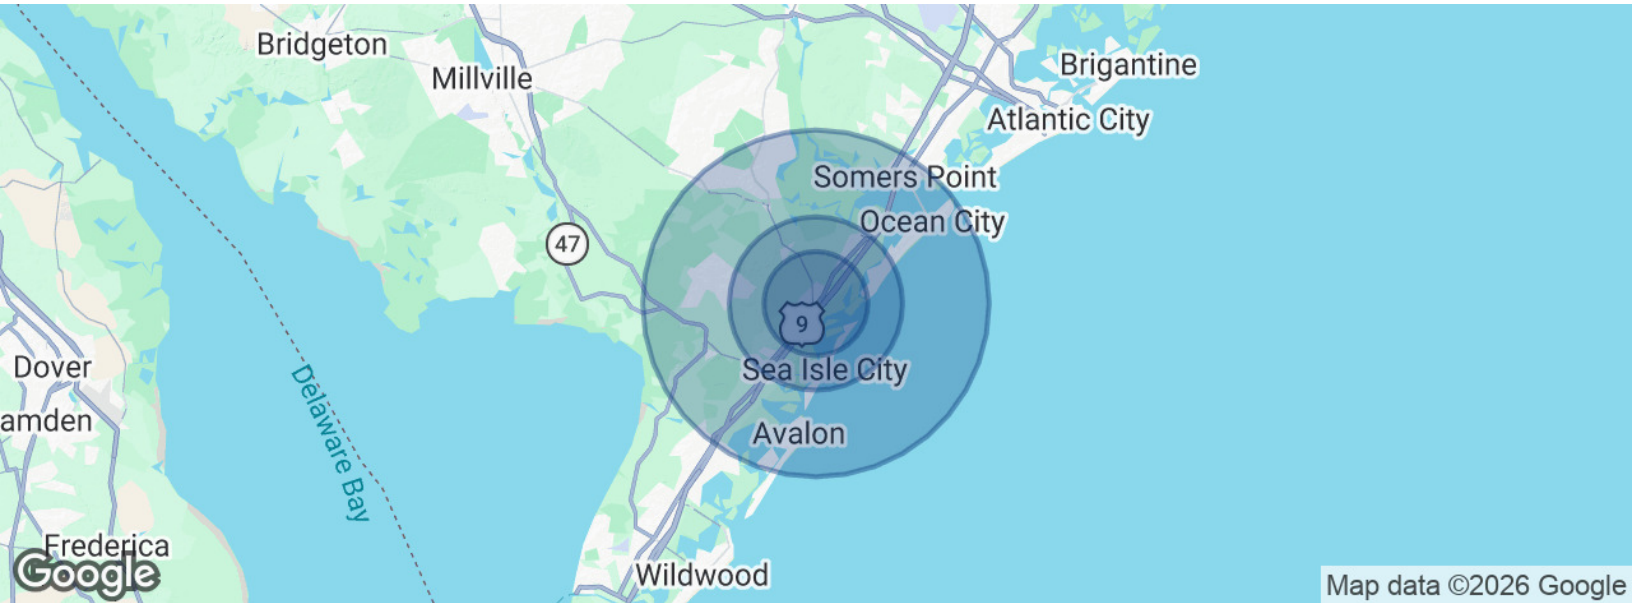 Bridgeton
Millville
Brigantine
Atlantic City
Somers Point
Ocean City
47
9
Dover
Sea Isle City
amden
Avalon
Delaware Bay
Frederica
Google
Wildwood
Map data ©2026 Google